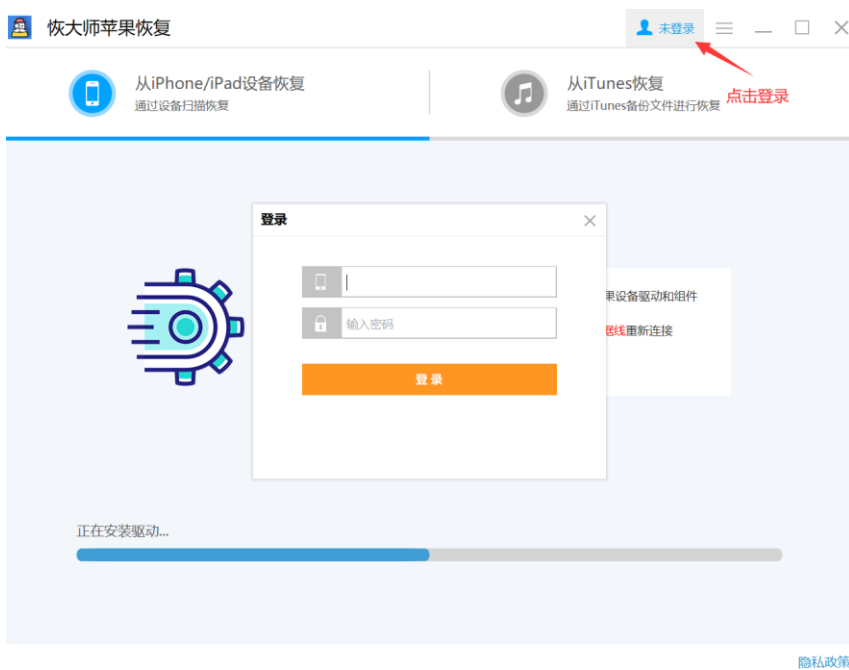 恢大师苹果恢复
未登录
从iPhone/iPad设备恢复
通过设备扫描恢复
从iTunes恢复
通过iTunes备份文件进行恢复
点击登录
登录
输入密码
登 录
果设备驱动和组件
据线重新连接
正在安装驱动...
隐私政策